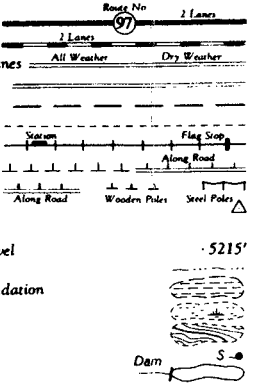 Route No
97
2 Lanes
2 Lanes
All Weather Dry Weather
nes
Station Flag Stop
Along Road
Along Road Wooden Poles Steel Poles
vel · 5215'
dation
Dam S